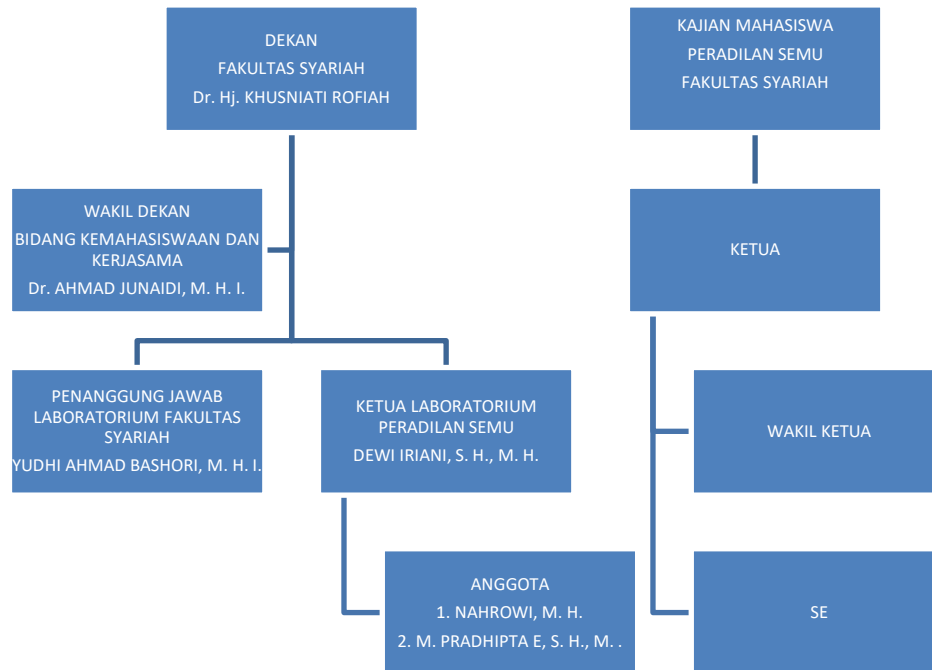 DEKAN
FAKULTAS SYARIAH
Dr. Hj. KHUSNIATI ROFIAH
WAKIL DEKAN
BIDANG KEMAHASISWAAN DAN
KERJASAMA
Dr. AHMAD JUNAIDI, M. H. I.
PENANGGUNG JAWAB
LABORATORIUM FAKULTAS
SYARIAH
YUDHI AHMAD BASHORI, M. H. I.
KETUA LABORATORIUM
PERADILAN SEMU
DEWI IRIANI, S. H., M. H.
ANGGOTA
1. NAHROWI, M. H.
2. M. PRADHIPTA E, S. H., M. .
KAJIAN MAHASISWA
PERADILAN SEMU
FAKULTAS SYARIAH
KETUA
WAKIL KETUA
SE